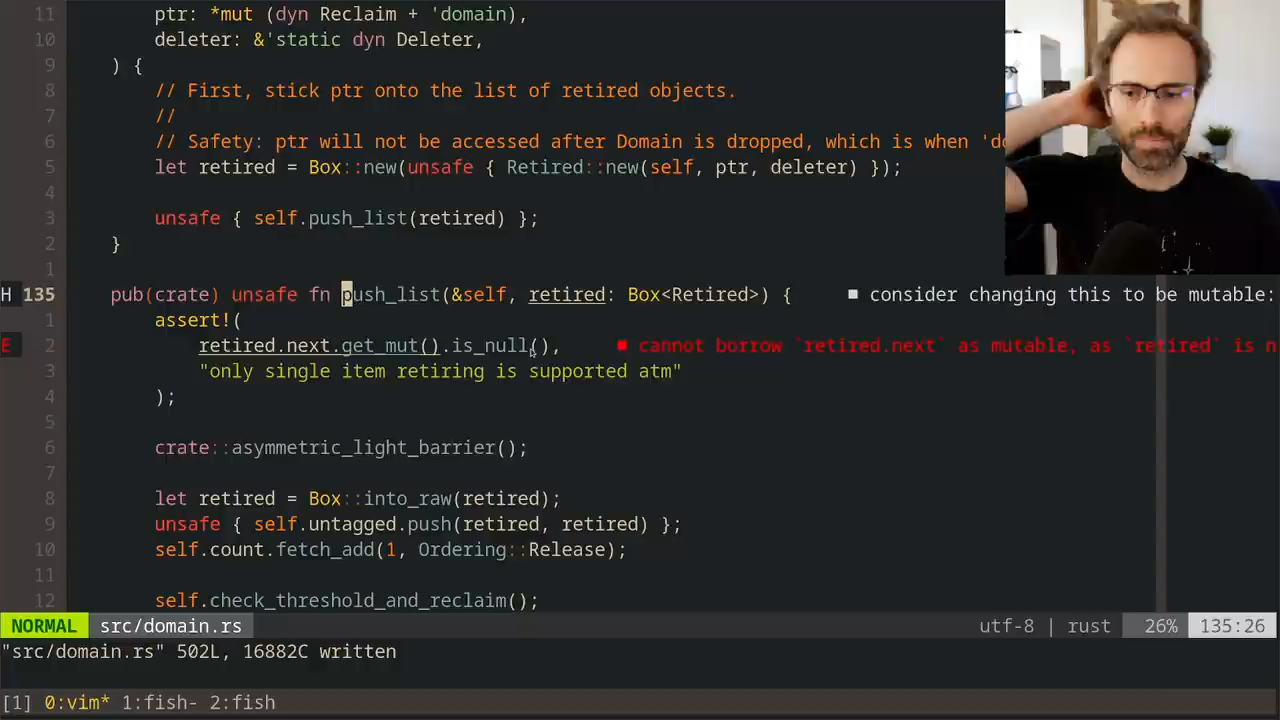 11 ptr: *mut (dyn Reclaim + 'domain),
10 deleter: &'static dyn Deleter,
9 ) {
8 // First, stick ptr onto the list of retired objects.
7 //
6 // Safety: ptr will not be accessed after Domain is dropped, which is when 'do
5 let retired = Box::new(unsafe { Retired::new(self, ptr, deleter) });
4
3 unsafe { self.push_list(retired) };
2 }
1
H 135 pub(crate) unsafe fn push_list(&self, retired: Box<Retired>) { ■ consider changing this to be mutable:
1 assert!(
E 2 retired.next.get_mut().is_null(), ■ cannot borrow `retired.next` as mutable, as `retired` is n
3 "only single item retiring is supported atm"
4 );
5
6 crate::asymmetric_light_barrier();
7
8 let retired = Box::into_raw(retired);
9 unsafe { self.untagged.push(retired, retired) };
10 self.count.fetch_add(1, Ordering::Release);
11
12 self.check_threshold_and_reclaim();
NORMAL src/domain.rs utf-8 | rust 26% 135:26
"src/domain.rs" 502L, 16882C written
[1] 0:vim* 1:fish- 2:fish